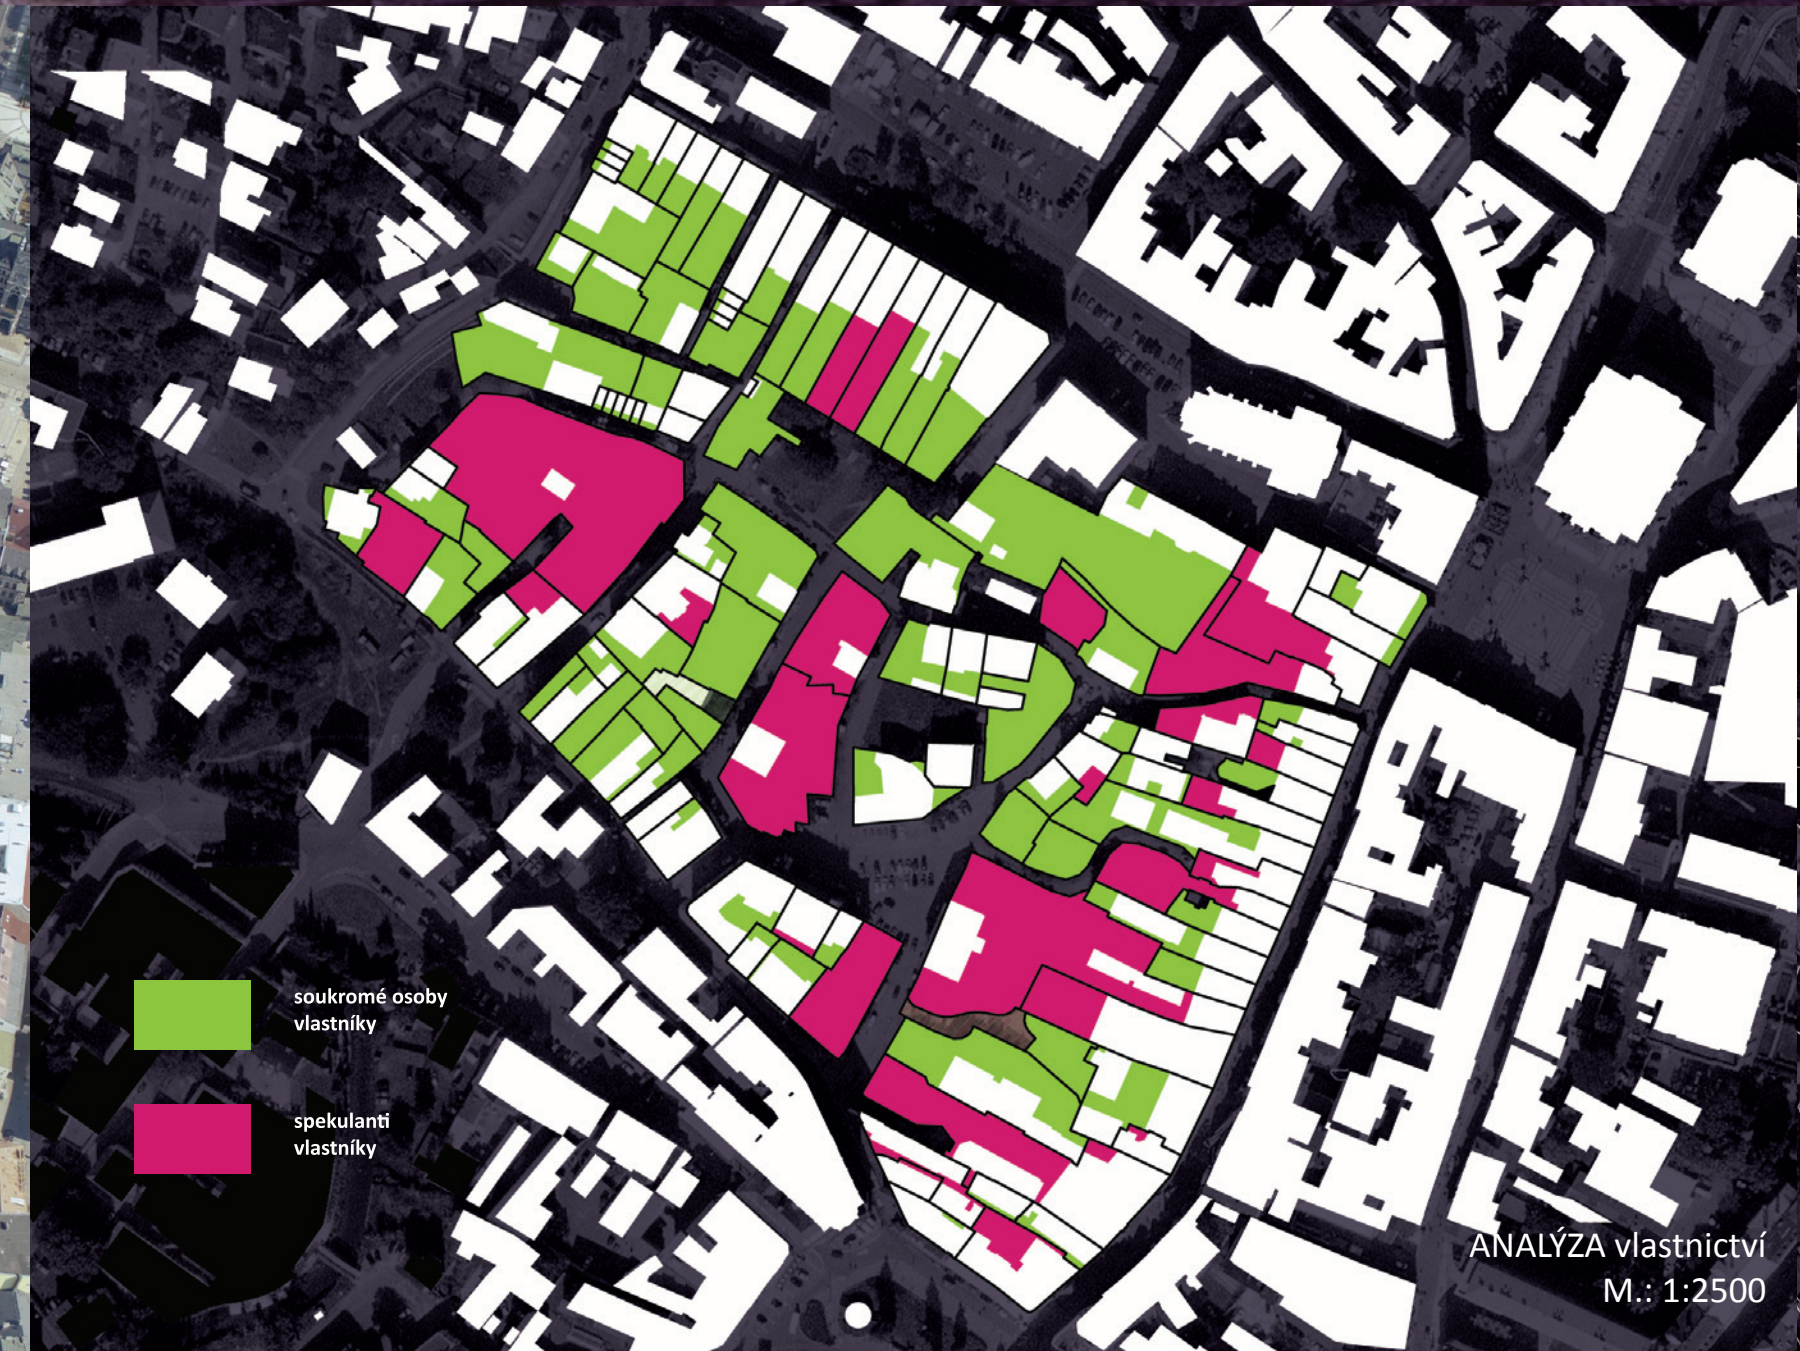 soukromé osoby
vlastníky
spekulanti
vlastníky
ANALÝZA vlastnictví
M.: 1:2500